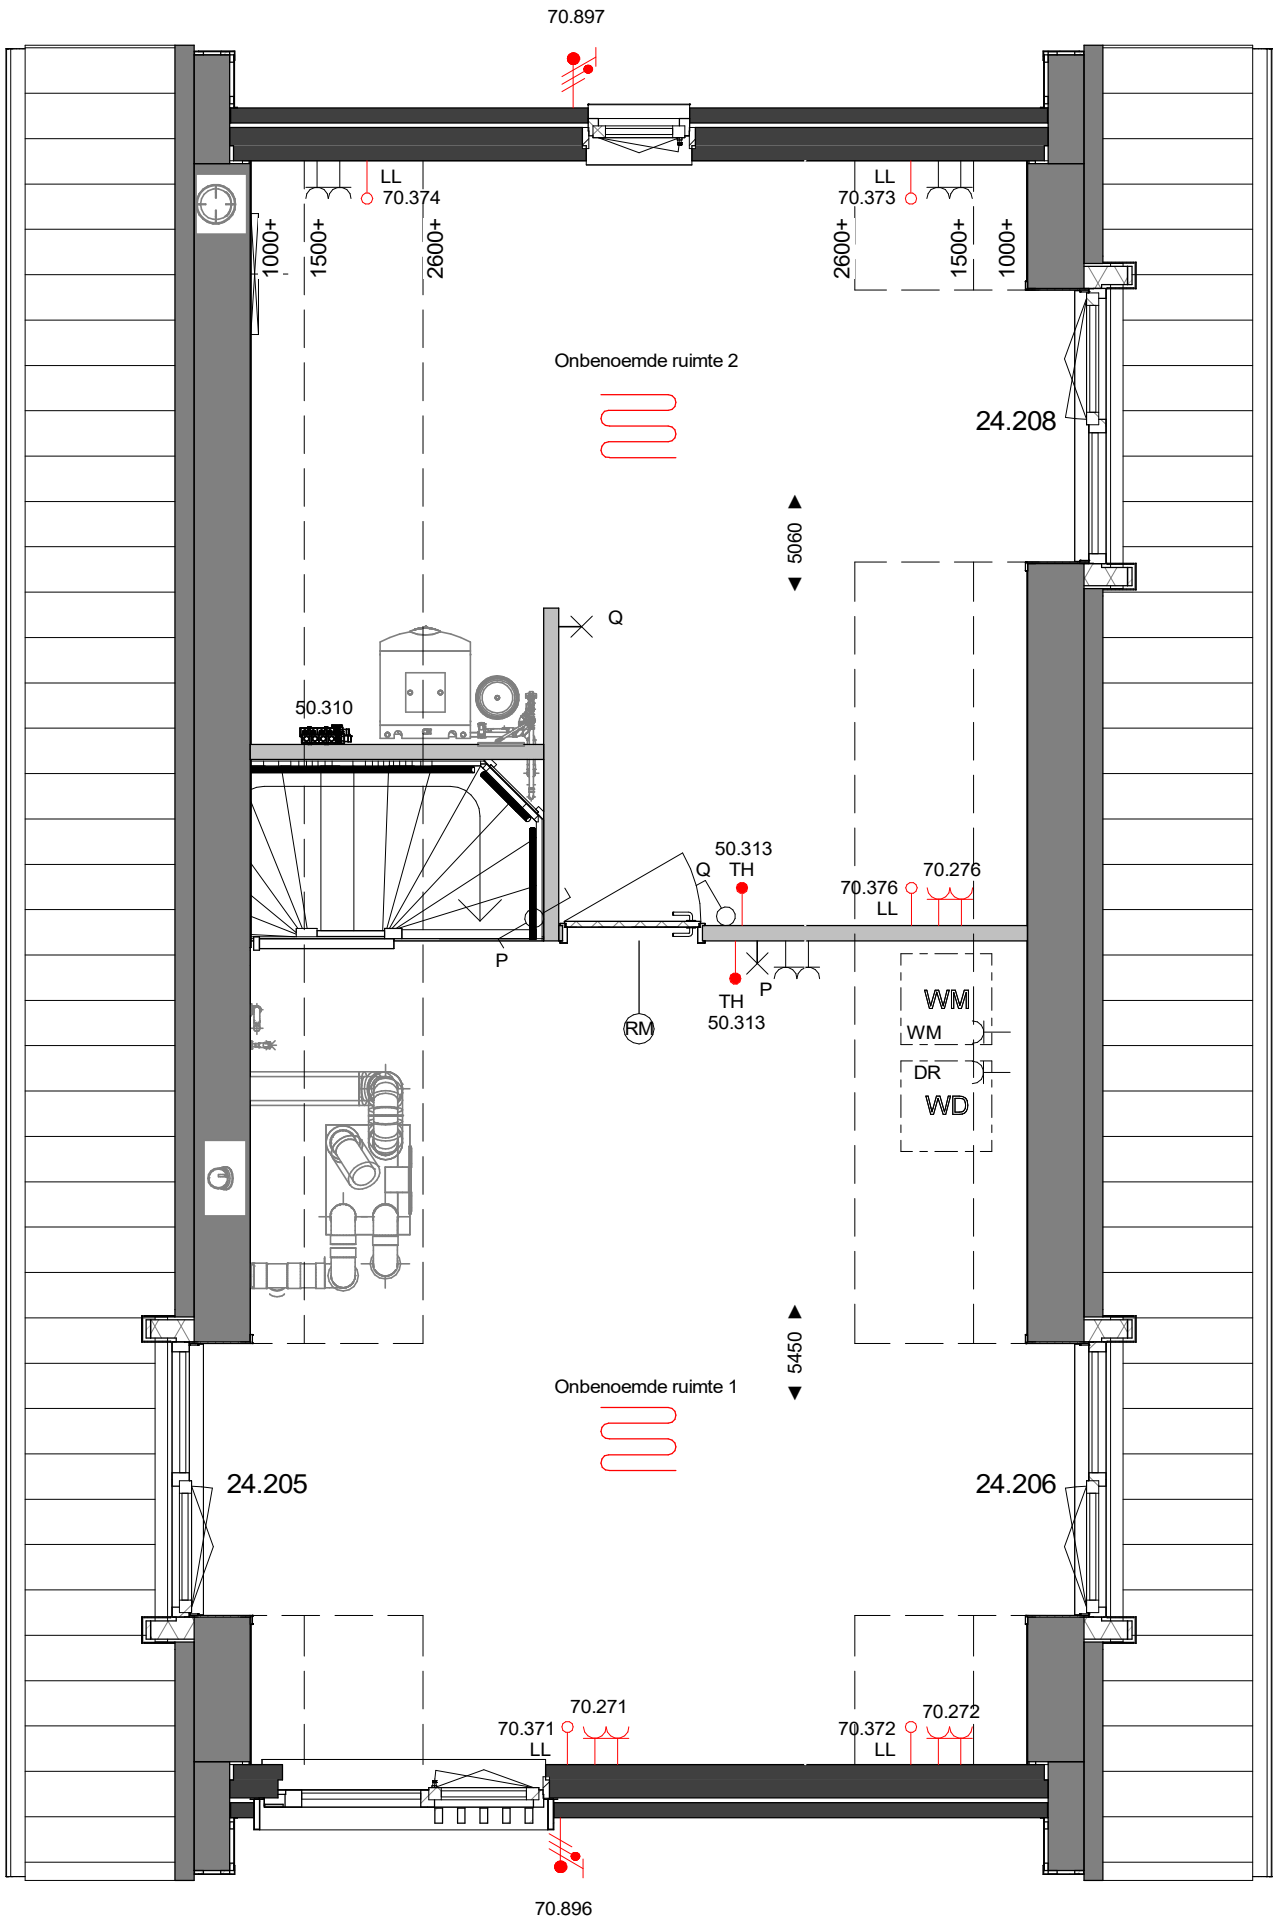 70.897
LL
70.374
LL
70.373
1000+
1500+
2600+
2600+
1500+
1000+
Onbenoemde ruimte 2
24.208
5060
Q
50.310
50.313
TH
Q
70.376
LL
70.276
P
TH
50.313
P
RM
WM
WM
DR
WD
5450
Onbenoemde ruimte 1
24.205
24.206
70.371
LL
70.271
70.372
LL
70.272
70.896